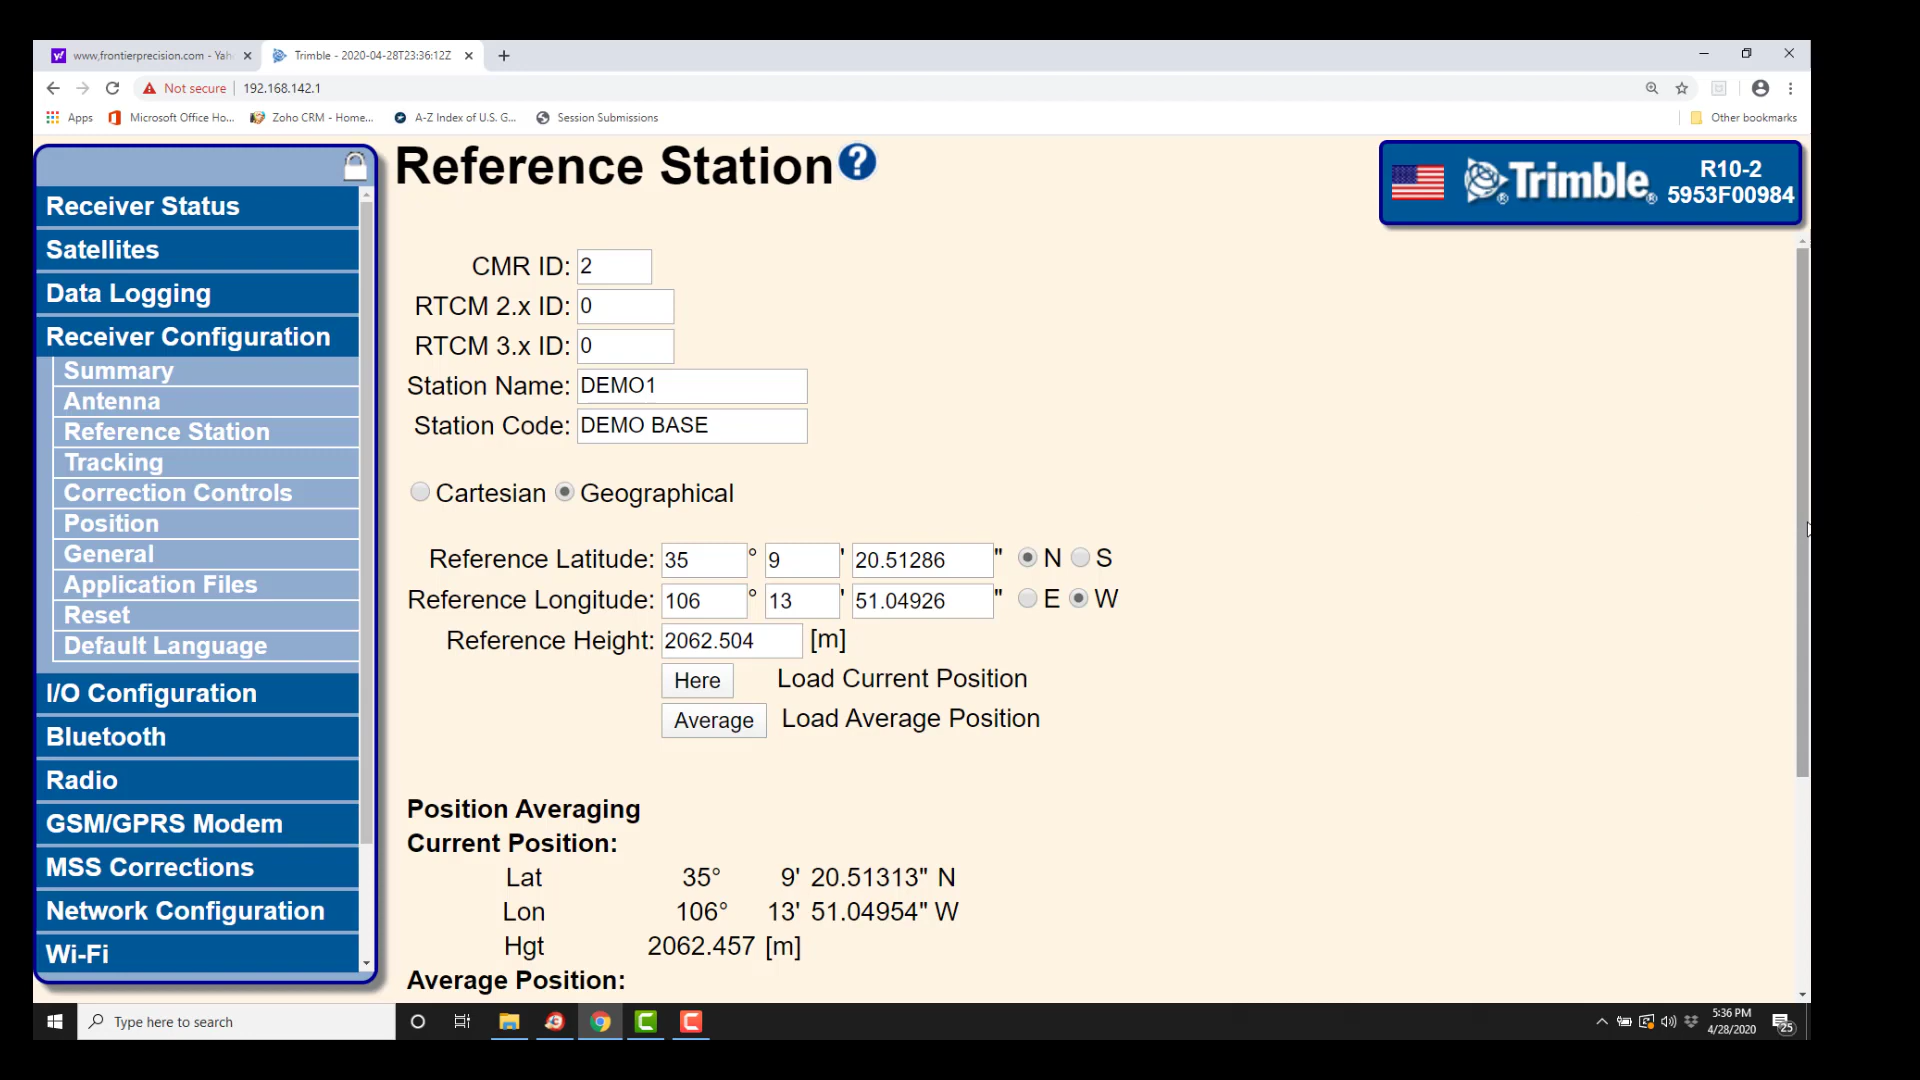 www.frontierprecision.com - Yah
Trimble - 2020-04-28T23:36:12Z
Not secure 192.168.142.1
Apps Microsoft Office Ho... Zoho CRM - Home... A-Z Index of U.S. G... Session Submissions Other bookmarks
Receiver Status
Satellites
Data Logging
Receiver Configuration
Summary
Antenna
Reference Station
Tracking
Correction Controls
Position
General
Application Files
Reset
Default Language
I/O Configuration
Bluetooth
Radio
GSM/GPRS Modem
MSS Corrections
Network Configuration
Wi-Fi
Reference Station ?
Trimble®
R10-2
5953F00984
CMR ID: 2
RTCM 2.x ID: 0
RTCM 3.x ID: 0
Station Name: DEMO1
Station Code: DEMO BASE
Cartesian Geographical
Reference Latitude: 35 ° 9 ' 20.51286 " N S
Reference Longitude: 106 ° 13 ' 51.04926 " E W
Reference Height: 2062.504 [m]
Here Load Current Position
Average Load Average Position
Position Averaging
Current Position:
Lat 35° 9' 20.51313" N
Lon 106° 13' 51.04954" W
Hgt 2062.457 [m]
Average Position:
Type here to search
5:36 PM
4/28/2020
25